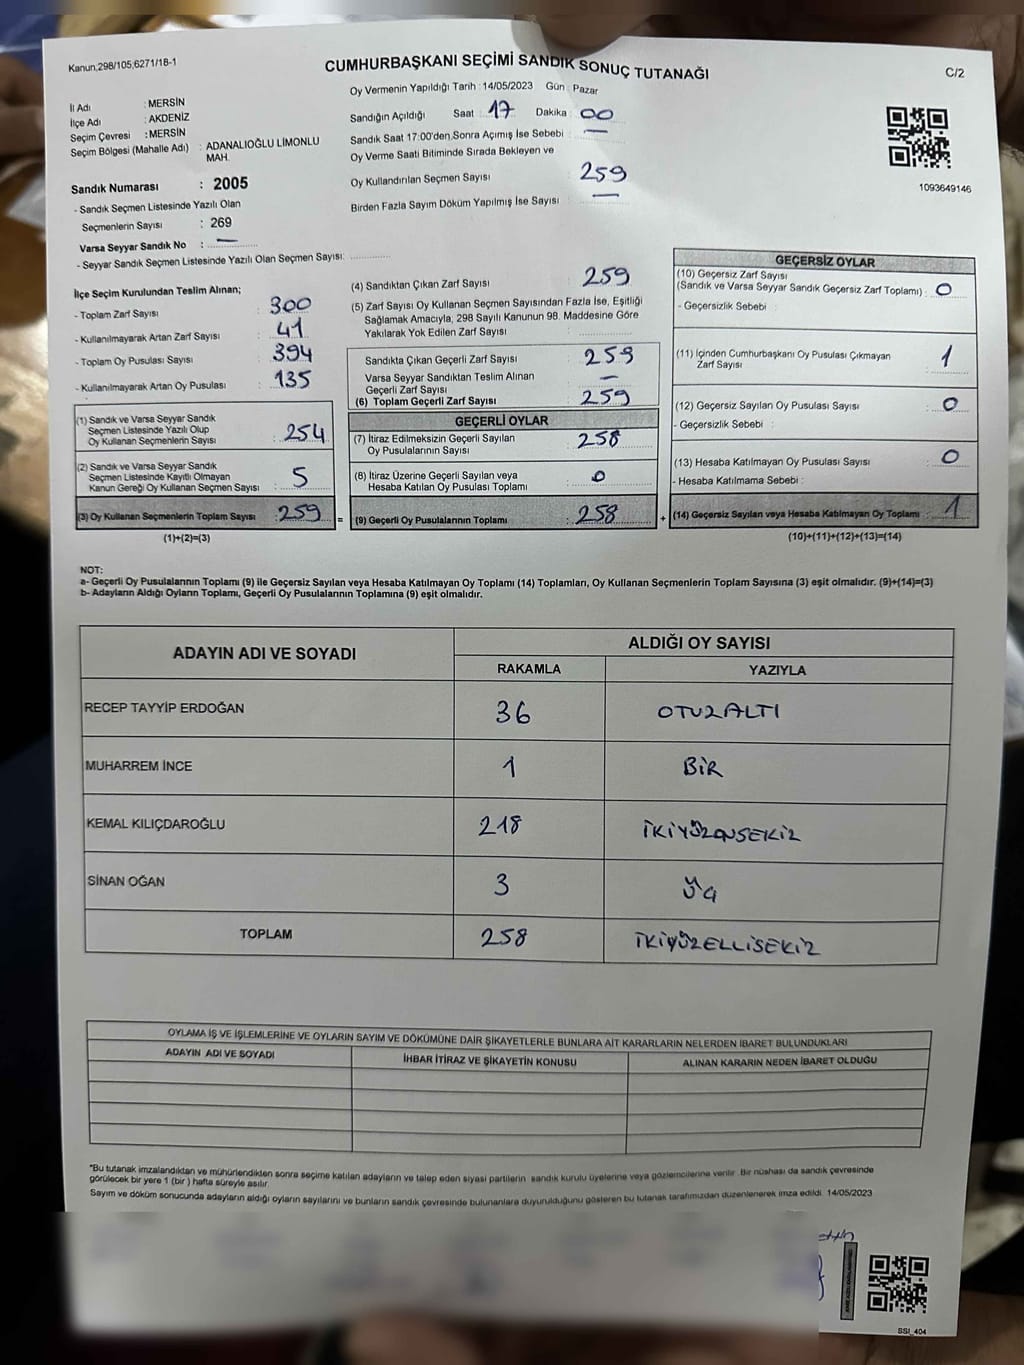 Kanun;298/105,6271/18-1
CUMHURBAŞKANI SEÇİMİ SANDIK SONUÇ TUTANAĞI
C/2
Oy Vermenin Yapıldığı Tarih : 14/05/2023 Gün : Pazar
İl Adı : MERSİN
İlçe Adı : AKDENİZ
Seçim Çevresi : MERSİN
Seçim Bölgesi (Mahalle Adı) : ADANALIOĞLU LİMONLU
MAH.
Sandık Numarası : 2005
- Sandık Seçmen Listesinde Yazılı Olan
Seçmenlerin Sayısı : 269
Varsa Seyyar Sandık No : —
- Seyyar Sandık Seçmen Listesinde Yazılı Olan Seçmen Sayısı:
Sandığın Açıldığı Saat : 17 Dakika : 00
Sandık Saat 17:00'den Sonra Açımış İse Sebebi : —
Oy Verme Saati Bitiminde Sırada Bekleyen ve
Oy Kullandırılan Seçmen Sayısı : 259
Birden Fazla Sayım Döküm Yapılmış İse Sayısı : —
1093649146
İlçe Seçim Kurulundan Teslim Alınan;
- Toplam Zarf Sayısı : 300
- Kullanılmayarak Artan Zarf Sayısı : 41
- Toplam Oy Pusulası Sayısı : 394
- Kullanılmayarak Artan Oy Pusulası : 135
(1) Sandık ve Varsa Seyyar Sandık
Seçmen Listesinde Yazılı Olup
Oy Kullanan Seçmenlerin Sayısı : 254
(2) Sandık ve Varsa Seyyar Sandık
Seçmen Listesinde Kayıtlı Olmayan
Kanun Gereği Oy Kullanan Seçmen Sayısı : 5
(3) Oy Kullanan Seçmenlerin Toplam Sayısı : 259
(1)+(2)=(3)
(4) Sandıktan Çıkan Zarf Sayısı : 259
(5) Zarf Sayısı Oy Kullanan Seçmen Sayısından Fazla İse, Eşitliği
Sağlamak Amacıyla, 298 Sayılı Kanunun 98. Maddesine Göre
Yakılarak Yok Edilen Zarf Sayısı :
Sandıkta Çıkan Geçerli Zarf Sayısı : 259
Varsa Seyyar Sandıktan Teslim Alınan
Geçerli Zarf Sayısı : —
(6) Toplam Geçerli Zarf Sayısı : 259
GEÇERLİ OYLAR
(7) İtiraz Edilmeksizin Geçerli Sayılan
Oy Pusulalarının Sayısı : 258
(8) İtiraz Üzerine Geçerli Sayılan veya
Hesaba Katılan Oy Pusulası Toplamı : 0
= (9) Geçerli Oy Pusulalarının Toplamı : 258
GEÇERSİZ OYLAR
(10) Geçersiz Zarf Sayısı
(Sandık ve Varsa Seyyar Sandık Geçersiz Zarf Toplamı) : 0
- Geçersizlik Sebebi :
(11) İçinden Cumhurbaşkanı Oy Pusulası Çıkmayan
Zarf Sayısı : 1
(12) Geçersiz Sayılan Oy Pusulası Sayısı : 0
- Geçersizlik Sebebi :
(13) Hesaba Katılmayan Oy Pusulası Sayısı : 0
- Hesaba Katılmama Sebebi :
+ (14) Geçersiz Sayılan veya Hesaba Katılmayan Oy Toplamı : 1
(10)+(11)+(12)+(13)=(14)
NOT:
a- Geçerli Oy Pusulalarının Toplamı (9) ile Geçersiz Sayılan veya Hesaba Katılmayan Oy Toplamı (14) Toplamları, Oy Kullanan Seçmenlerin Toplam Sayısına (3) eşit olmalıdır. (9)+(14)=(3)
b- Adayların Aldığı Oyların Toplamı, Geçerli Oy Pusulalarının Toplamına (9) eşit olmalıdır.
ADAYIN ADI VE SOYADI
ALDIĞI OY SAYISI
RAKAMLA YAZIYLA
RECEP TAYYİP ERDOĞAN 36 OTUZALTI
MUHARREM İNCE 1 BİR
KEMAL KILIÇDAROĞLU 218 İKİYÜZONSEKİZ
SİNAN OĞAN 3 Üç
TOPLAM 258 İKİYÜZELLİSEKİZ
OYLAMA İŞ VE İŞLEMLERİNE VE OYLARIN SAYIM VE DÖKÜMÜNE DAİR ŞİKAYETLERLE BUNLARA AİT KARARLARIN NELERDEN İBARET BULUNDUKLARI
ADAYIN ADI VE SOYADI İHBAR İTİRAZ VE ŞİKAYETİN KONUSU ALINAN KARARIN NEDEN İBARET OLDUĞU
*Bu tutanak imzalandıktan ve mühürlendikten sonra seçime katılan adayların ve talep eden siyasi partilerin sandık kurulu üyelerine veya gözlemcilerine verilir. Bir nüshası da sandık çevresinde
görülecek bir yere 1 (bir ) hafta süreyle asılır.
Sayım ve döküm sonucunda adayların aldığı oyların sayılarını ve bunların sandık çevresinde bulunanlara duyurulduğunu gösteren bu tutanak tarafımızdan düzenlenerek imza edildi. 14/05/2023
SSI_404